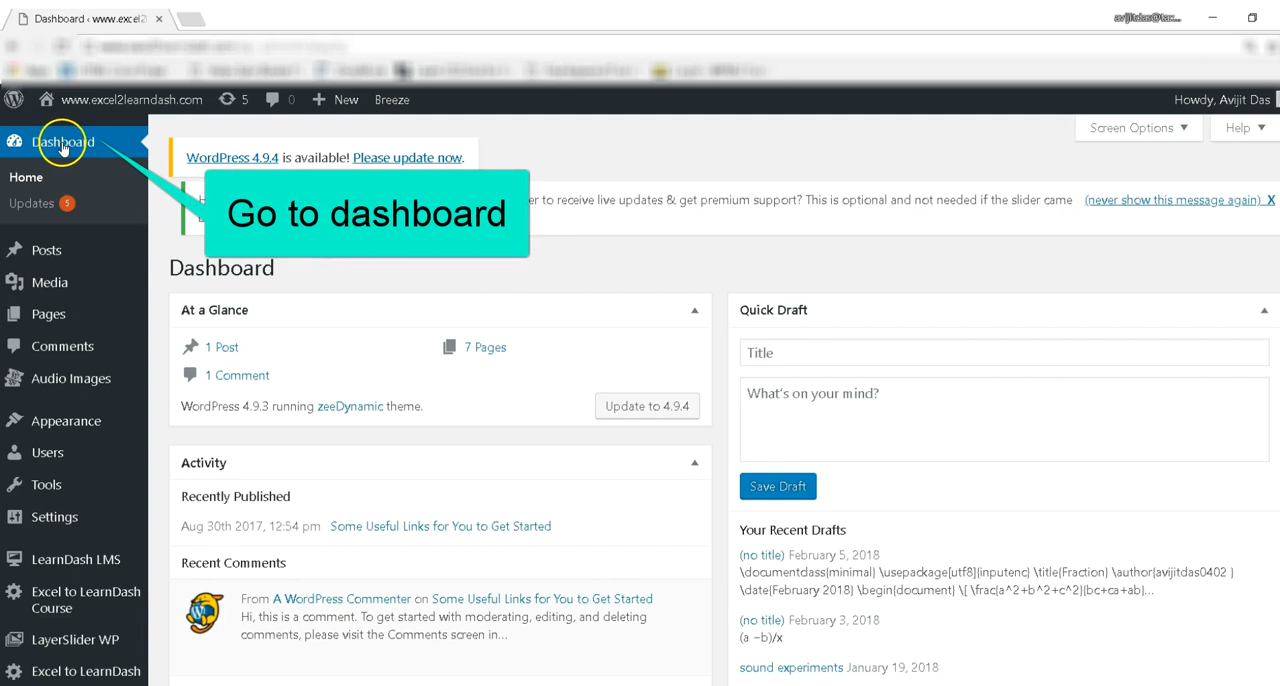 Dashboard ‹ www.excel2
www.excel2learndash.com 5 0 New Breeze Howdy, Avijit Das
Dashboard
Home
Updates 5
Posts
Media
Pages
Comments
Audio Images
Appearance
Users
Tools
Settings
LearnDash LMS
Excel to LearnDash
Course
LayerSlider WP
Excel to LearnDash
Screen Options Help
WordPress 4.9.4 is available! Please update now.
er to receive live updates & get premium support? This is optional and not needed if the slider came (never show this message again) X
Go to dashboard
Dashboard
At a Glance
1 Post 7 Pages
1 Comment
WordPress 4.9.3 running zeeDynamic theme. Update to 4.9.4
Activity
Recently Published
Aug 30th 2017, 12:54 pm Some Useful Links for You to Get Started
Recent Comments
From A WordPress Commenter on Some Useful Links for You to Get Started
Hi, this is a comment. To get started with moderating, editing, and deleting
comments, please visit the Comments screen in...
Quick Draft
Title
What's on your mind?
Save Draft
Your Recent Drafts
(no title) February 5, 2018
\documentclass{minimal} \usepackage[utf8]{inputenc} \title{Fraction} \author{avijitdas0402 }
\date{February 2018} \begin{document} \[ \frac{a^2+b^2+c^2}{bc+ca+ab}...
(no title) February 3, 2018
(a −b)/x
sound experiments January 19, 2018